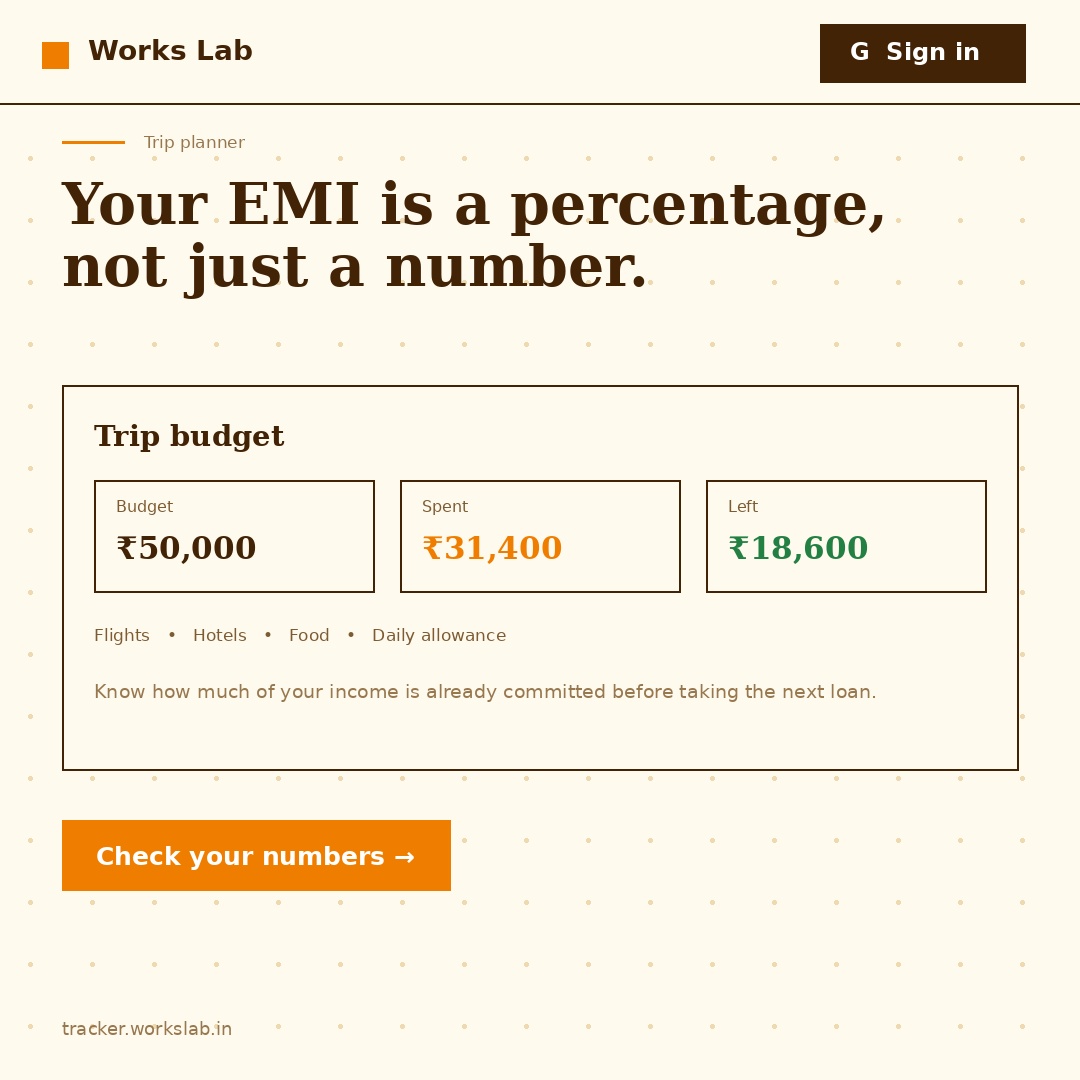 Works Lab
G Sign in
Trip planner
Your EMI is a percentage,
not just a number.
Trip budget
Budget
₹50,000
Spent
₹31,400
Left
₹18,600
Flights • Hotels • Food • Daily allowance
Know how much of your income is already committed before taking the next loan.
Check your numbers →
tracker.workslab.in